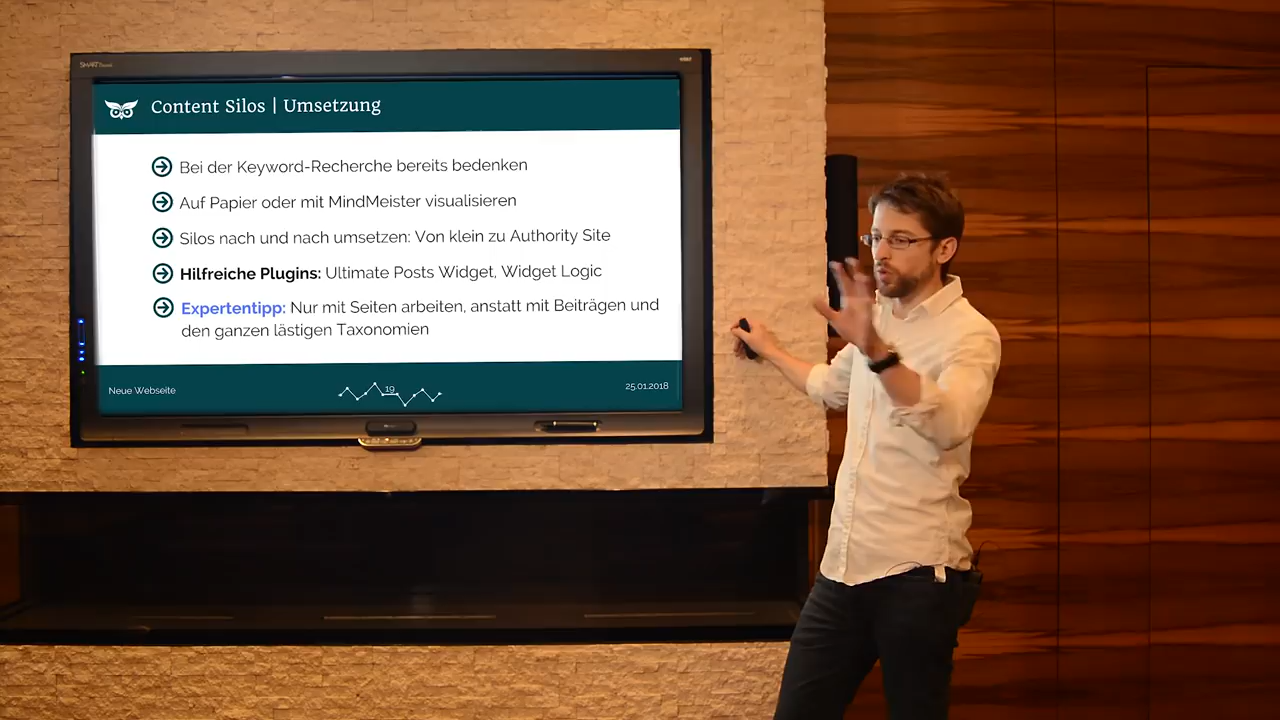 SMART
Content Silos | Umsetzung
Bei der Keyword-Recherche bereits bedenken
Auf Papier oder mit MindMeister visualisieren
Silos nach und nach umsetzen: Von klein zu Authority Site
Hilfreiche Plugins: Ultimate Posts Widget, Widget Logic
Expertentipp: Nur mit Seiten arbeiten, anstatt mit Beiträgen und
den ganzen lästigen Taxonomien
Neue Webseite
19
25.01.2018